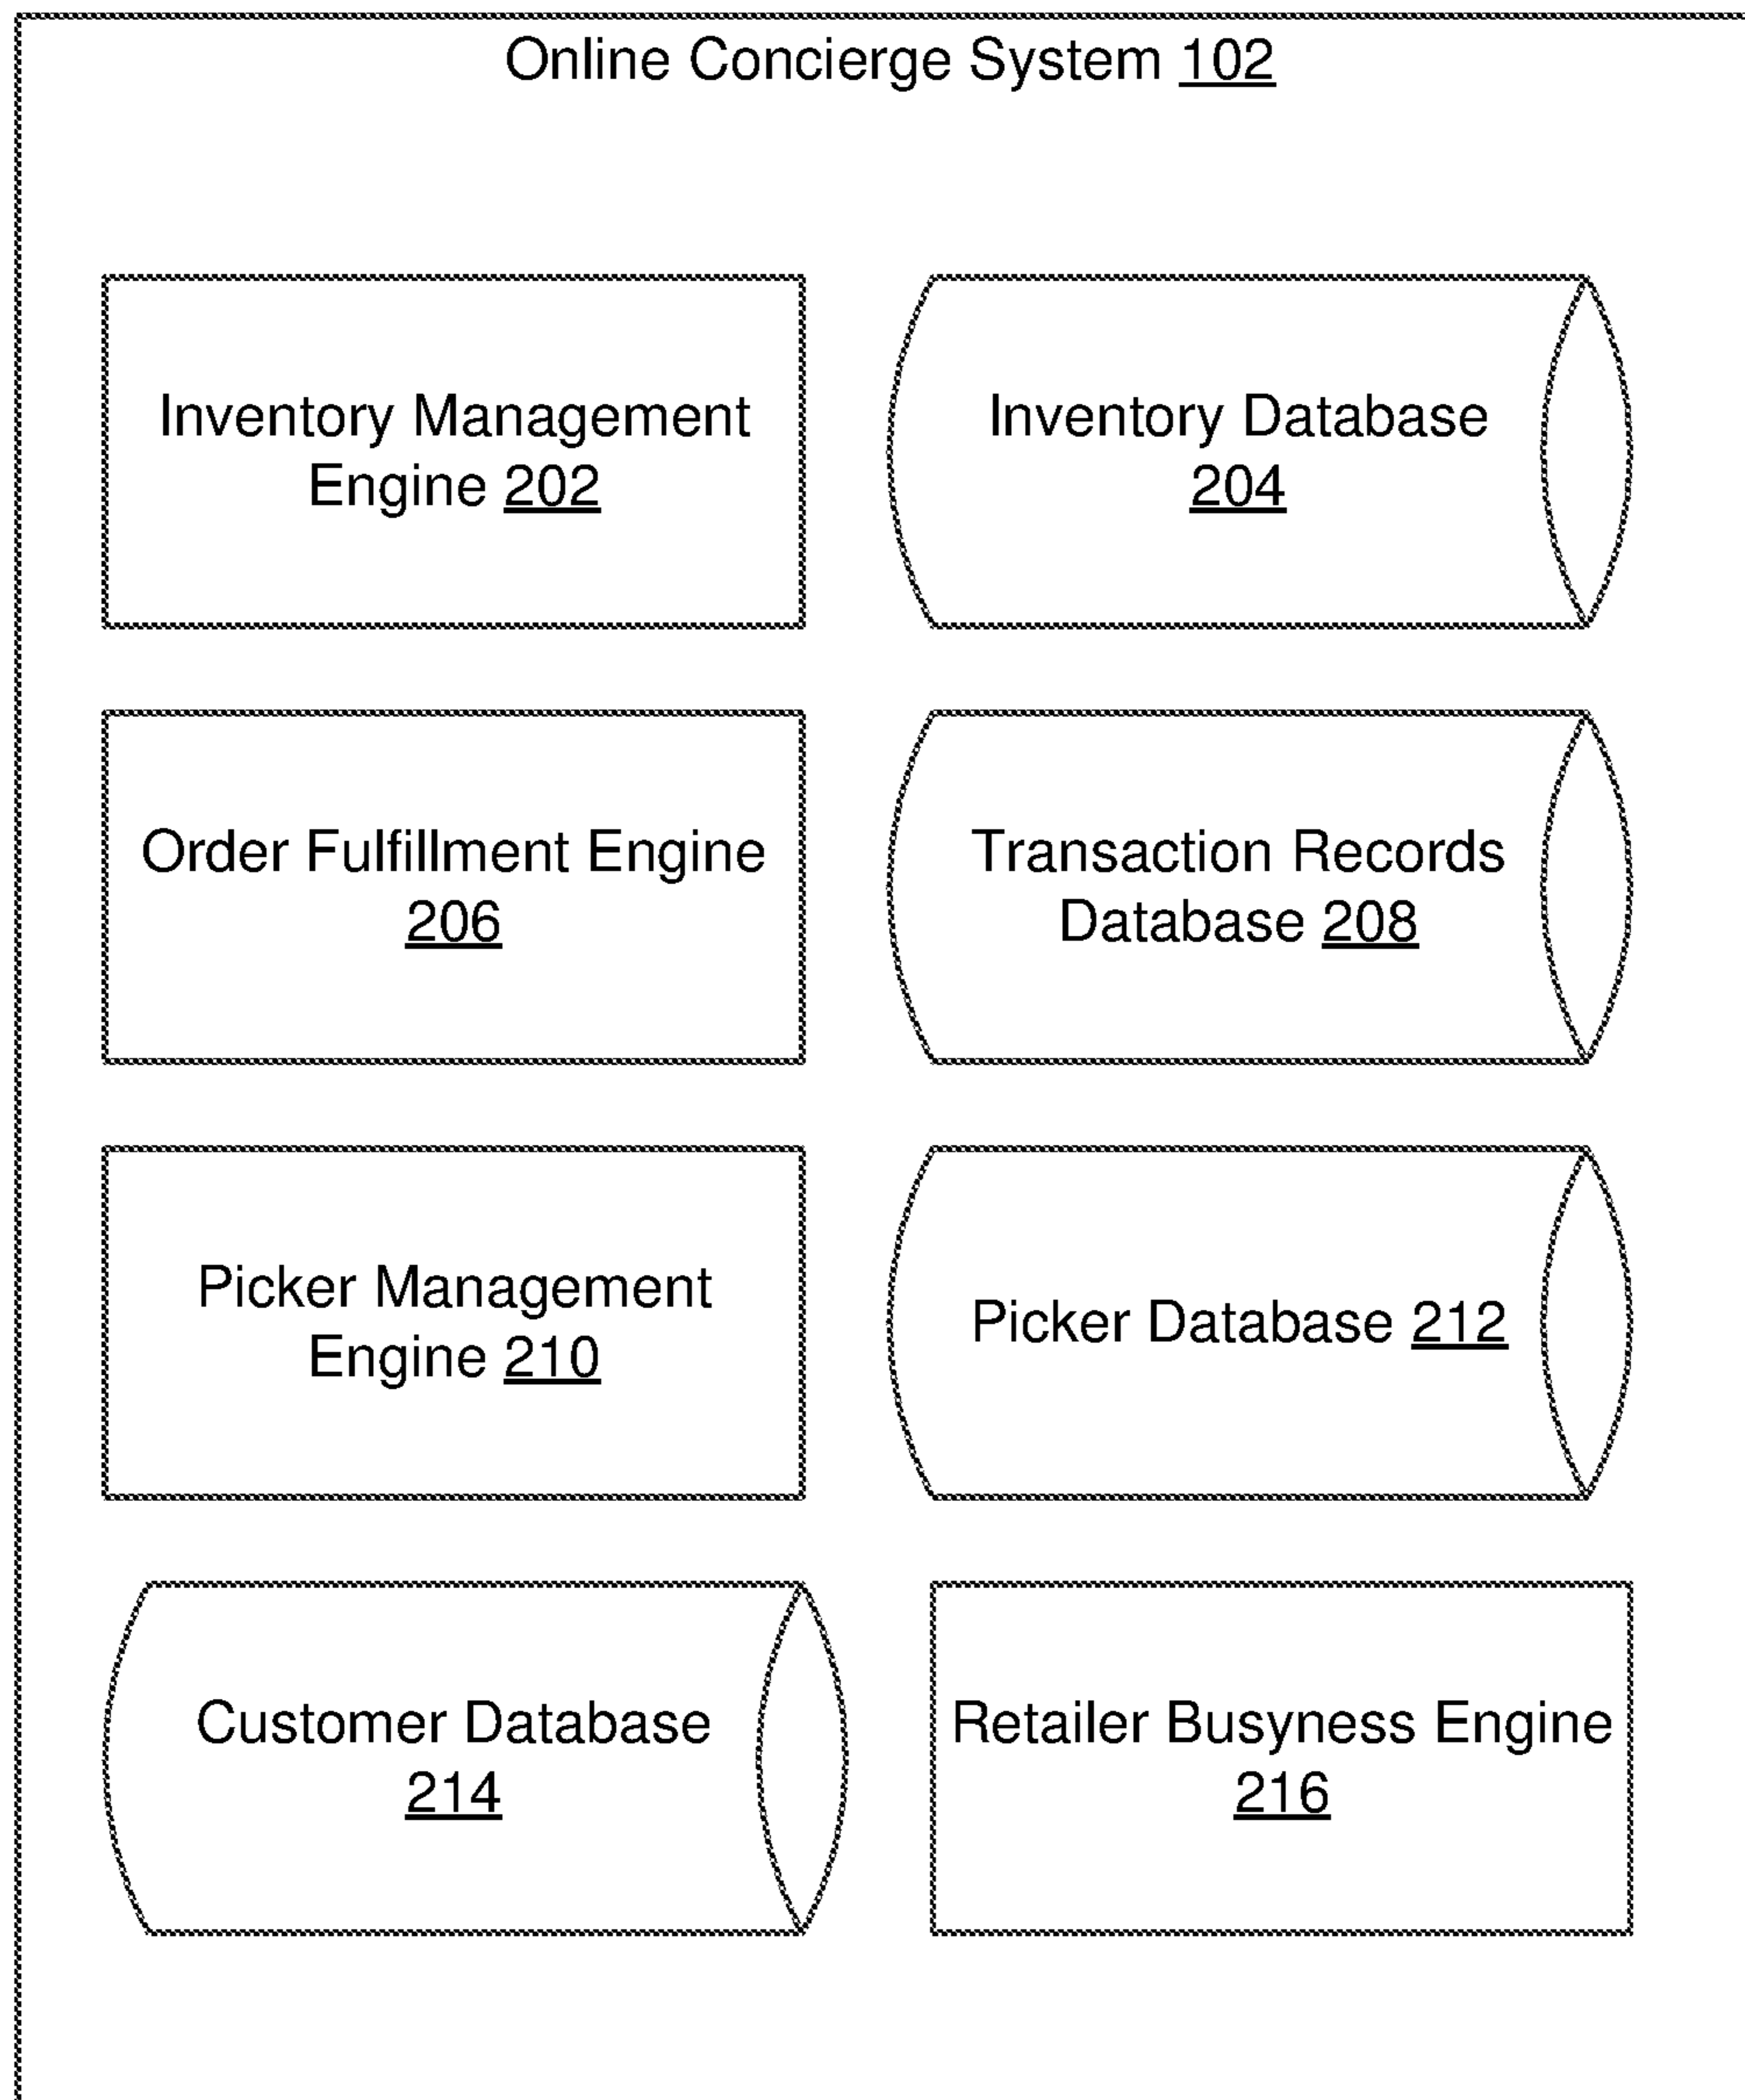 Online Concierge System 102
Inventory Management
Engine 202
Inventory Database
204
Order Fulfillment Engine
206
Transaction Records
Database 208
Picker Management
Engine 210
Picker Database 212
Customer Database
214
Retailer Busyness Engine
216